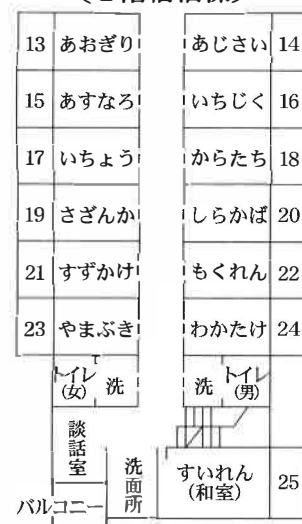 13 あおぎり あじさい 14
15 あすなろ いちじく 16
17 いちょう からたち 18
19 さざんか しらかば 20
21 すずかけ もくれん 22
23 やまぶき わかたけ 24
トイレ(女) 洗 洗 トイレ(男)
談話室
洗面所
すいれん
(和室)
25
バルコニー